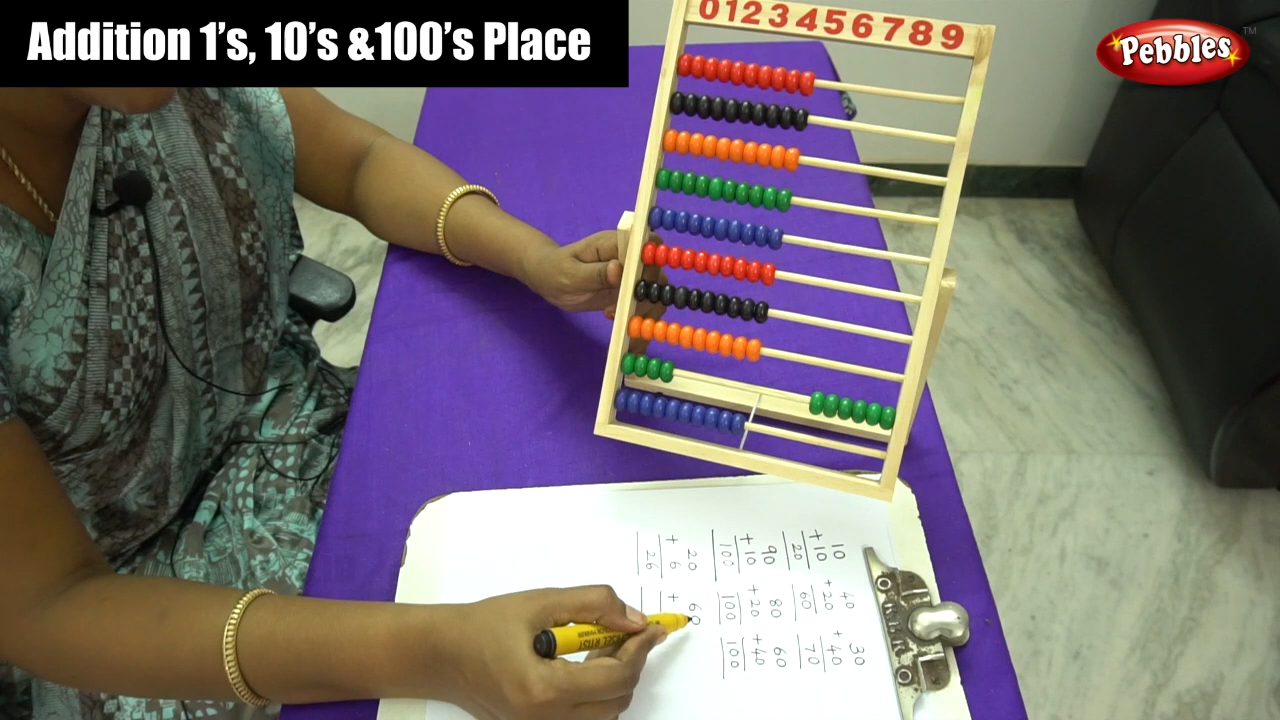 Addition 1’s, 10’s &100’s Place
Pebbles TM
0123456789
10 40 30
+10 +20 +40
20 60 70
90 80 60
+10 +20 +40
100 100 100
20 60
+ 6 +
26